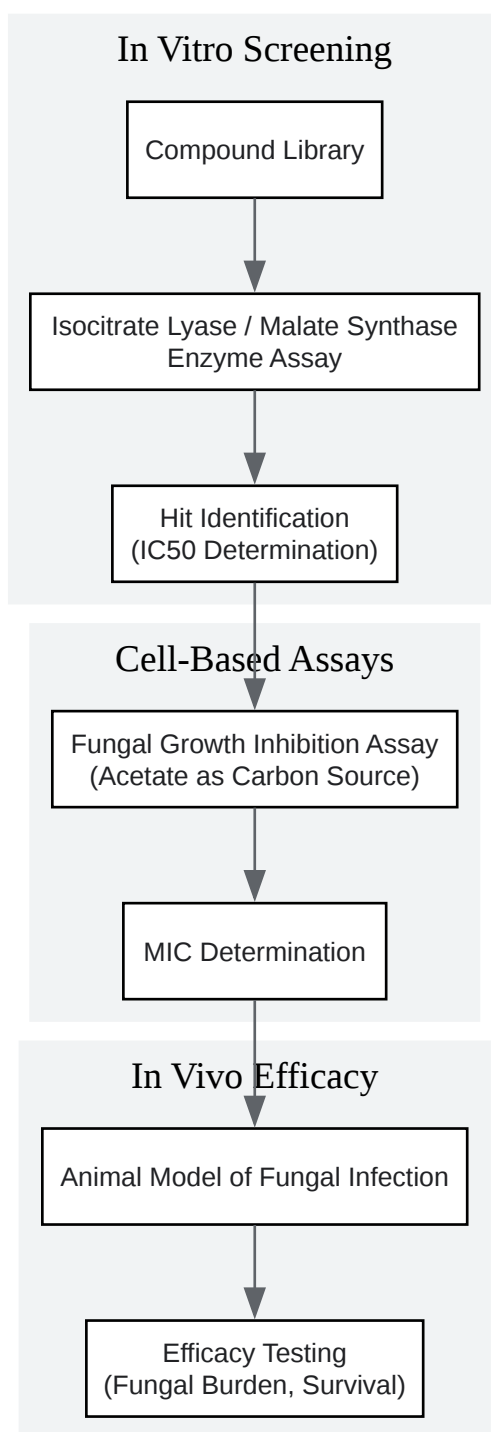 In Vitro Screening
Compound Library
Isocitrate Lyase / Malate Synthase
Enzyme Assay
Hit Identification
(IC50 Determination)
Cell-Based Assays
Fungal Growth Inhibition Assay
(Acetate as Carbon Source)
MIC Determination
In Vivo Efficacy
Animal Model of Fungal Infection
Efficacy Testing
(Fungal Burden, Survival)